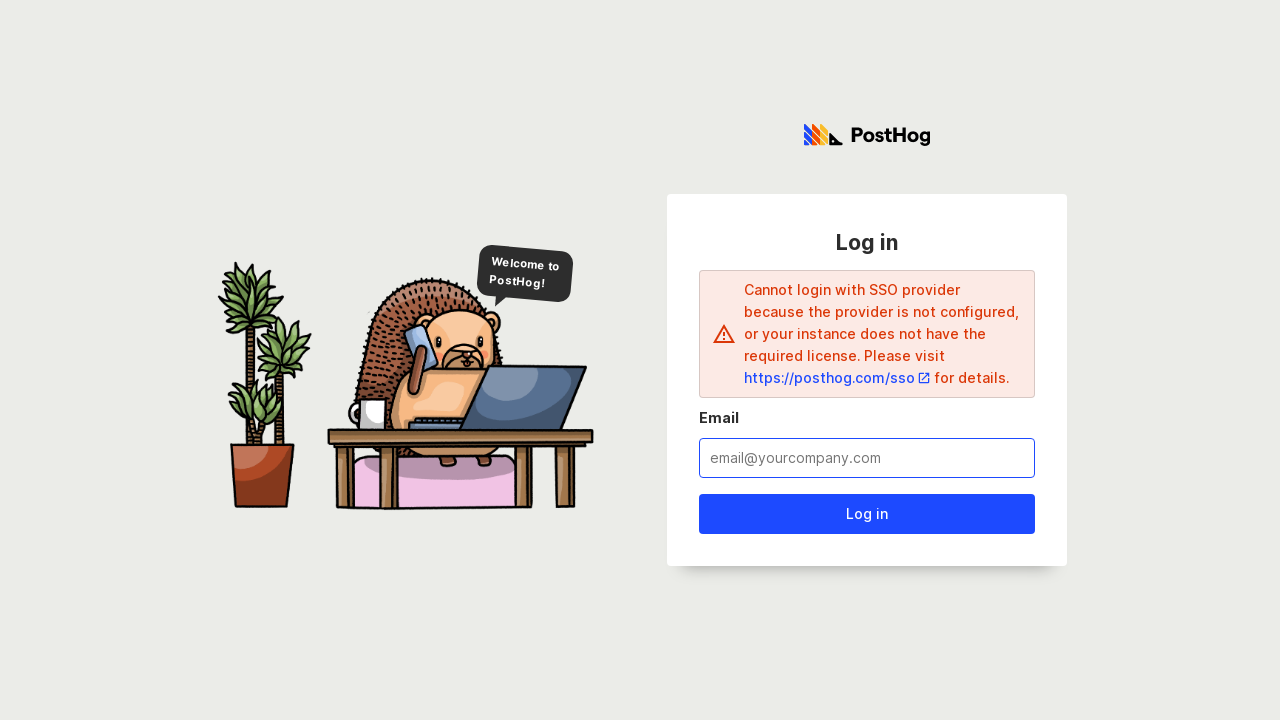 PostHog
Welcome to
PostHog!
Log in
Cannot login with SSO provider
because the provider is not configured,
or your instance does not have the
required license. Please visit
https://posthog.com/sso for details.
Email
email@yourcompany.com
Log in